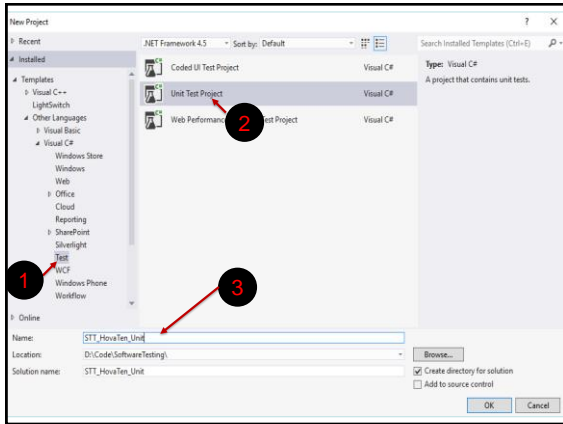 New Project
? X
Recent
.NET Framework 4.5 Sort by: Default
Search Installed Templates (Ctrl+E)
Installed
Templates
Visual C++
LightSwitch
Other Languages
Visual Basic
Visual C#
Windows Store
Windows
Web
Office
Cloud
Reporting
SharePoint
Silverlight
Test
WCF
Windows Phone
Workflow
Online
Coded UI Test Project Visual C#
Unit Test Project Visual C#
Web Performance Test Project Visual C#
Type: Visual C#
A project that contains unit tests.
1
2
3
Name: STT_HovaTen_Unit
Location: D:\Code\SoftwareTesting\
Browse...
Solution name: STT_HovaTen_Unit
Create directory for solution
Add to source control
OK Cancel